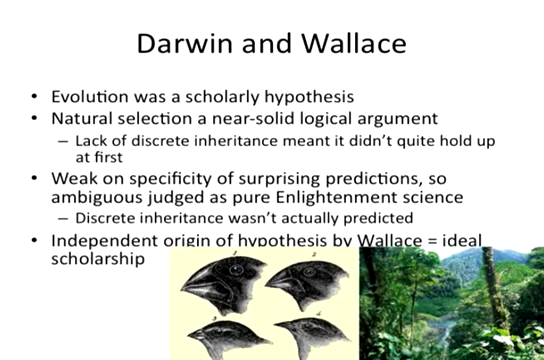 Darwin and Wallace
• Evolution was a scholarly hypothesis
• Natural selection a near-solid logical argument
– Lack of discrete inheritance meant it didn't quite hold up
at first
• Weak on specificity of surprising predictions, so
ambiguous judged as pure Enlightenment science
– Discrete inheritance wasn't actually predicted
• Independent origin of hypothesis by Wallace = ideal
scholarship